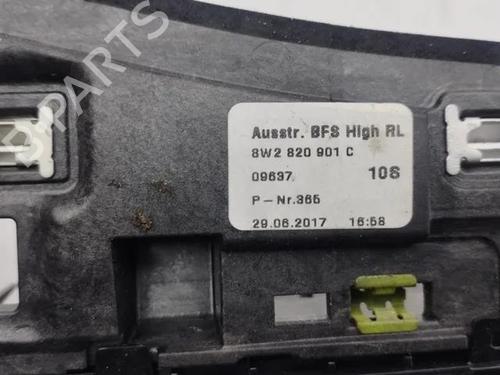 Ausstr. BFS High RL
8W2 820 901 C
09637 10S
P-Nr.365
29.06.2017 16:58
B-PARTS